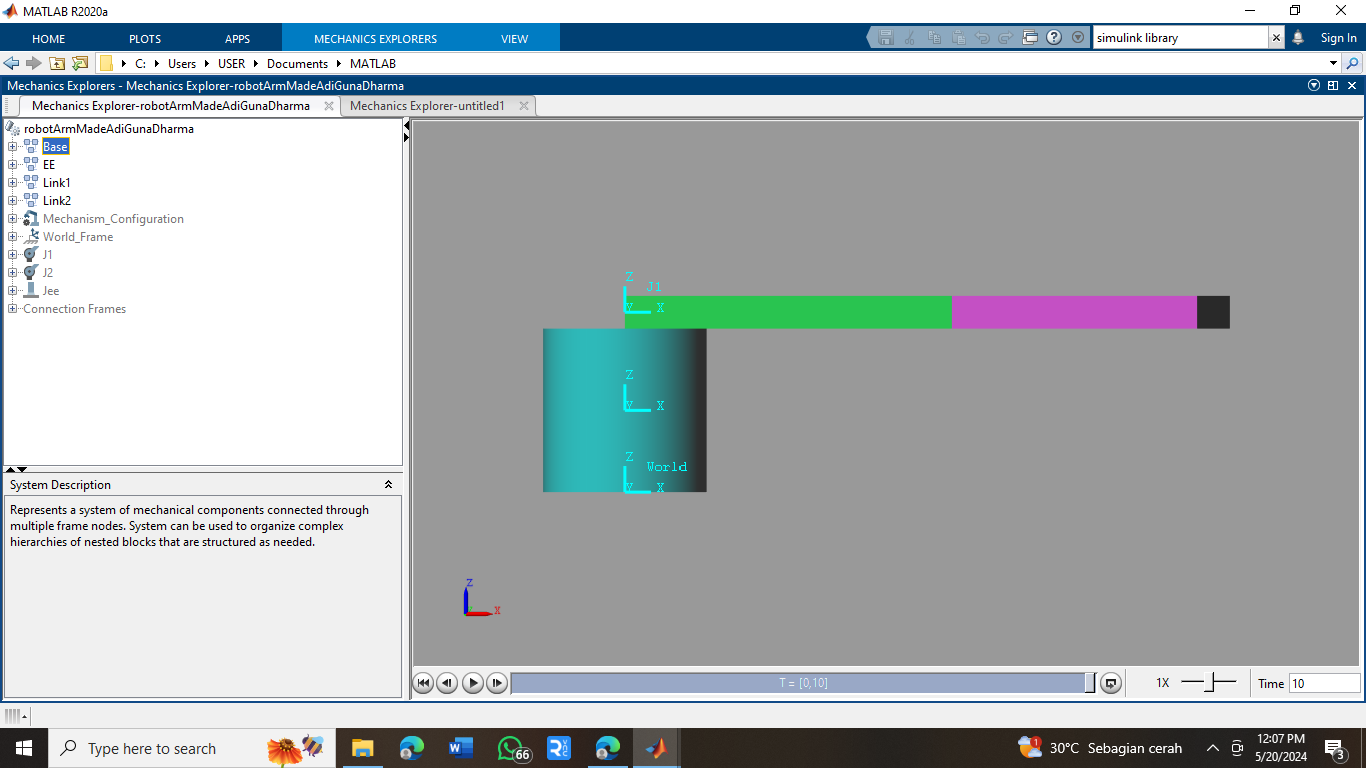 MATLAB R2020a
HOME PLOTS APPS MECHANICS EXPLORERS VIEW simulink library Sign In
C: Users USER Documents MATLAB
Mechanics Explorers - Mechanics Explorer-robotArmMadeAdiGunaDharma
Mechanics Explorer-robotArmMadeAdiGunaDharma Mechanics Explorer-untitled1
robotArmMadeAdiGunaDharma
Base
EE
Link1
Link2
Mechanism_Configuration
World_Frame
J1
J2
Jee
Connection Frames
System Description
Represents a system of mechanical components connected through
multiple frame nodes. System can be used to organize complex
hierarchies of nested blocks that are structured as needed.
Z
J1
Y X
Z
Y X
Z
World
Y X
Z
X
T = [0,10]
1X Time 10
Type here to search
66
VNC
30°C Sebagian cerah
1
12:07 PM
5/20/2024
3